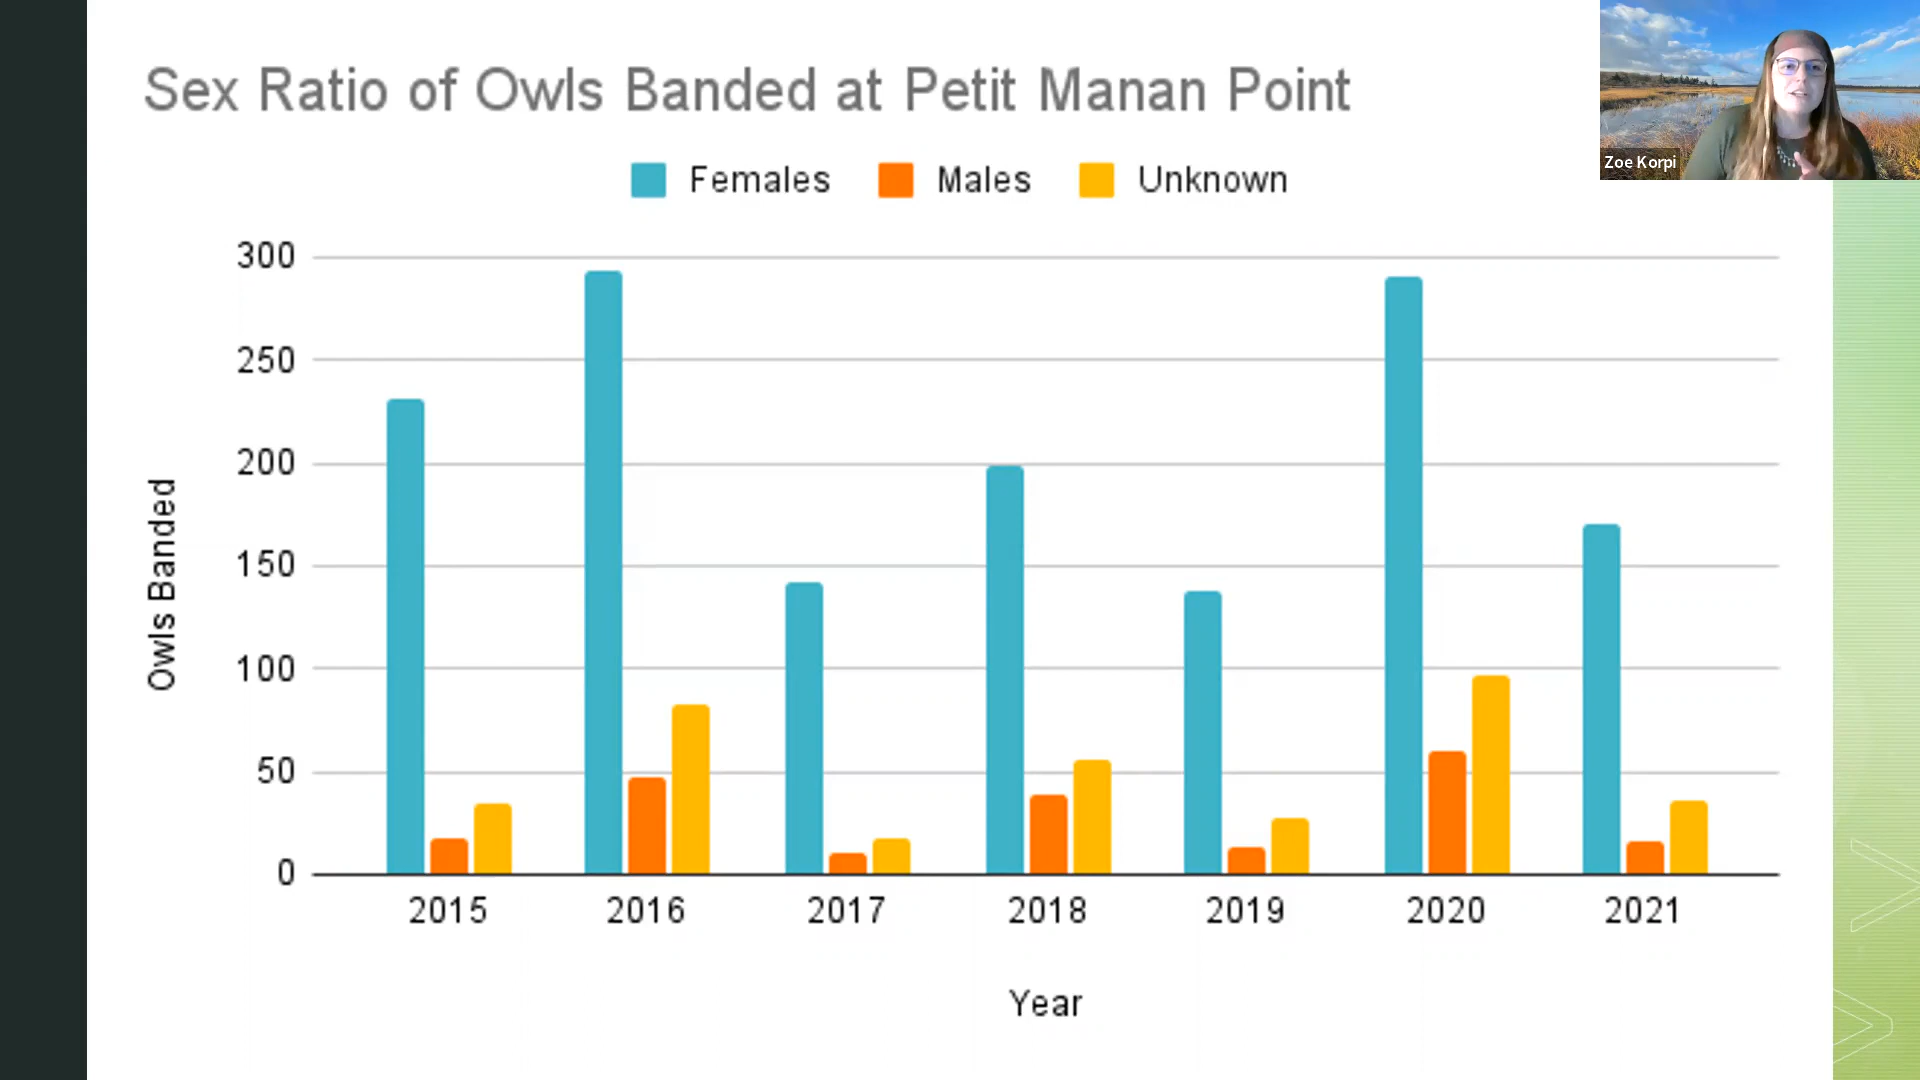 Sex Ratio of Owls Banded at Petit Manan Point
Zoe Korpi
Females Males Unknown
300
250
200
150
100
50
0
Owls Banded
2015 2016 2017 2018 2019 2020 2021
Year